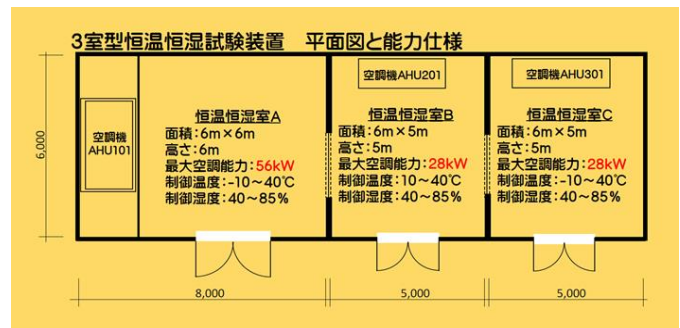 3室型恒温恒湿試験装置　平面図と能力仕様
6,000
空調機
AHU101
恒温恒湿室A
面積:6m×6m
高さ:6m
最大空調能力:56kW
制御温度:-10～40℃
制御湿度:40～85%
空調機AHU201
恒温恒湿室B
面積:6m×5m
高さ:5m
最大空調能力:28kW
制御温度:10～40℃
制御湿度:40～85%
空調機AHU301
恒温恒湿室C
面積:6m×5m
高さ:5m
最大空調能力:28kW
制御温度:-10～40℃
制御湿度:40～85%
8,000
5,000
5,000